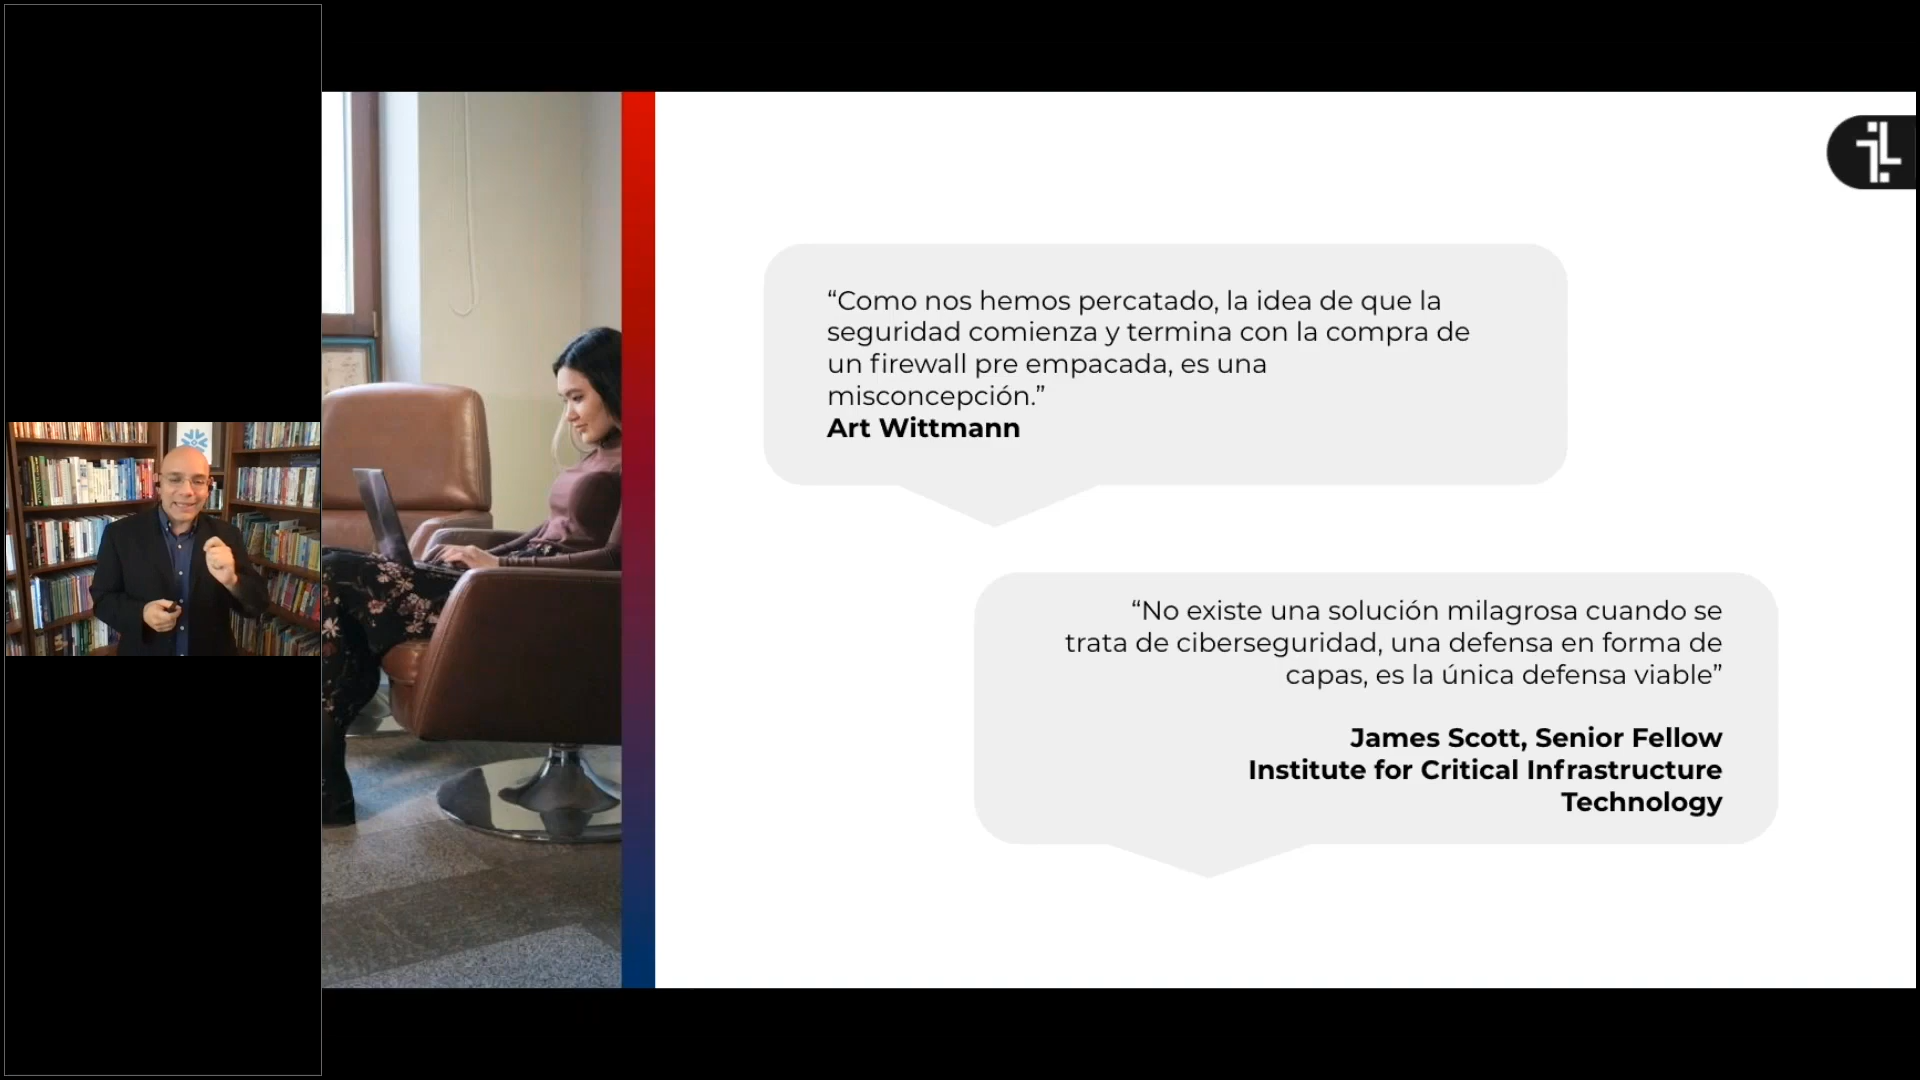 “Como nos hemos percatado, la idea de que la
seguridad comienza y termina con la compra de
un firewall pre empacada, es una
misconcepción.”
Art Wittmann
“No existe una solución milagrosa cuando se
trata de ciberseguridad, una defensa en forma de
capas, es la única defensa viable”
James Scott, Senior Fellow
Institute for Critical Infrastructure
Technology